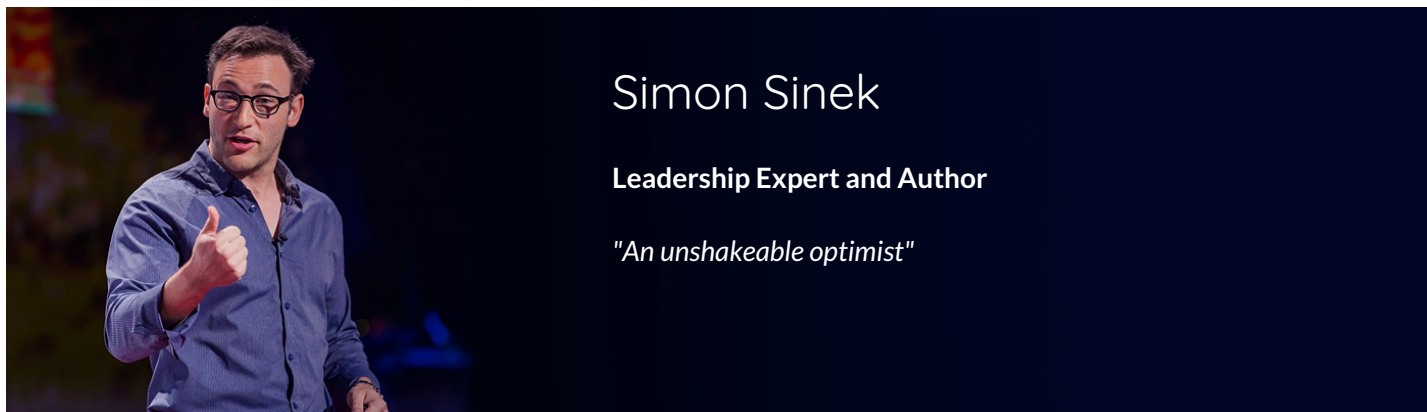 Simon Sinek
Leadership Expert and Author
"An unshakeable optimist"